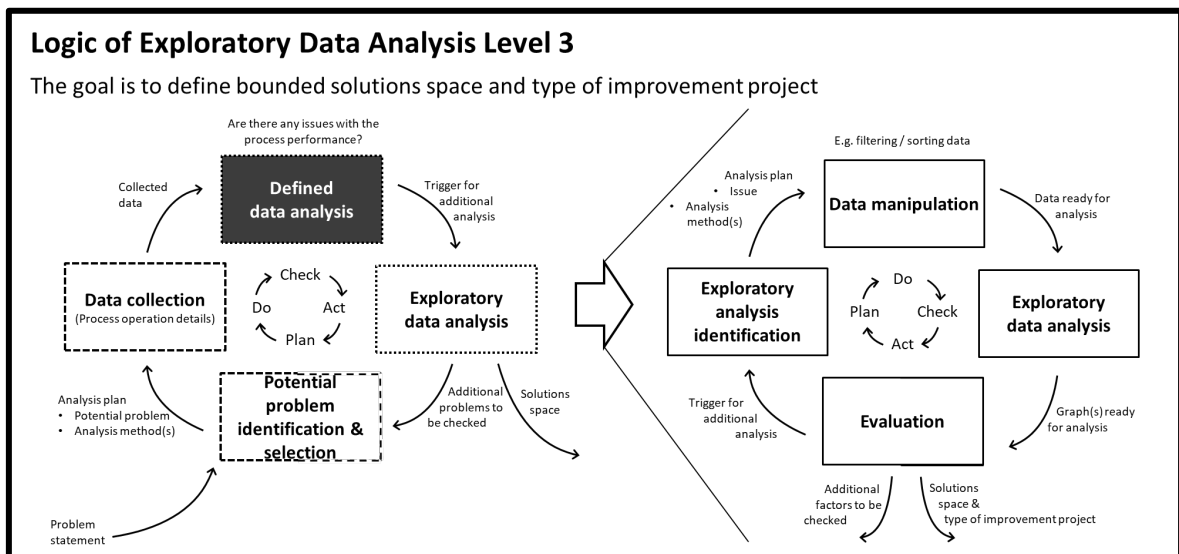 Logic of Exploratory Data Analysis Level 3
The goal is to define bounded solutions space and type of improvement project
Are there any issues with the
process performance?
Defined
data analysis
Collected
data
Trigger for
additional
analysis
Data collection
(Process operation details)
Check
Do
Act
Plan
Exploratory
data analysis
Potential
problem
identification &
selection
Analysis plan
• Potential problem
• Analysis method(s)
Additional
problems to
be checked
Solutions
space
Problem
statement
E.g. filtering / sorting data
Analysis plan
• Issue
• Analysis
method(s)
Data manipulation
Data ready for
analysis
Exploratory
analysis
identification
Do
Plan
Check
Act
Exploratory
data analysis
Trigger for
additional
analysis
Evaluation
Graph(s) ready
for analysis
Additional
factors to be
checked
Solutions
space &
type of improvement project